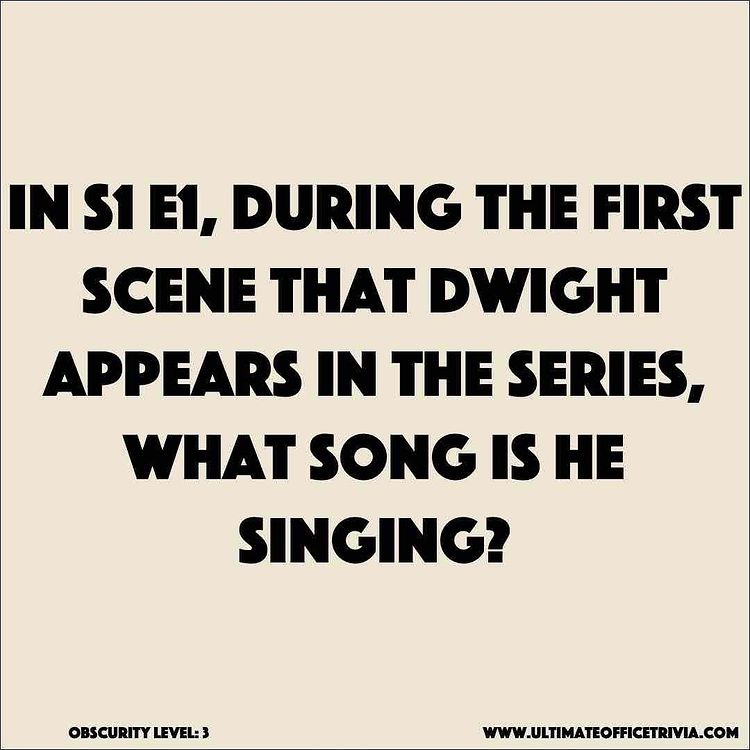 IN S1 E1, DURING THE FIRST
SCENE THAT DWIGHT
APPEARS IN THE SERIES,
WHAT SONG IS HE
SINGING?
OBSCURITY LEVEL: 3
WWW.ULTIMATEOFFICETRIVIA.COM